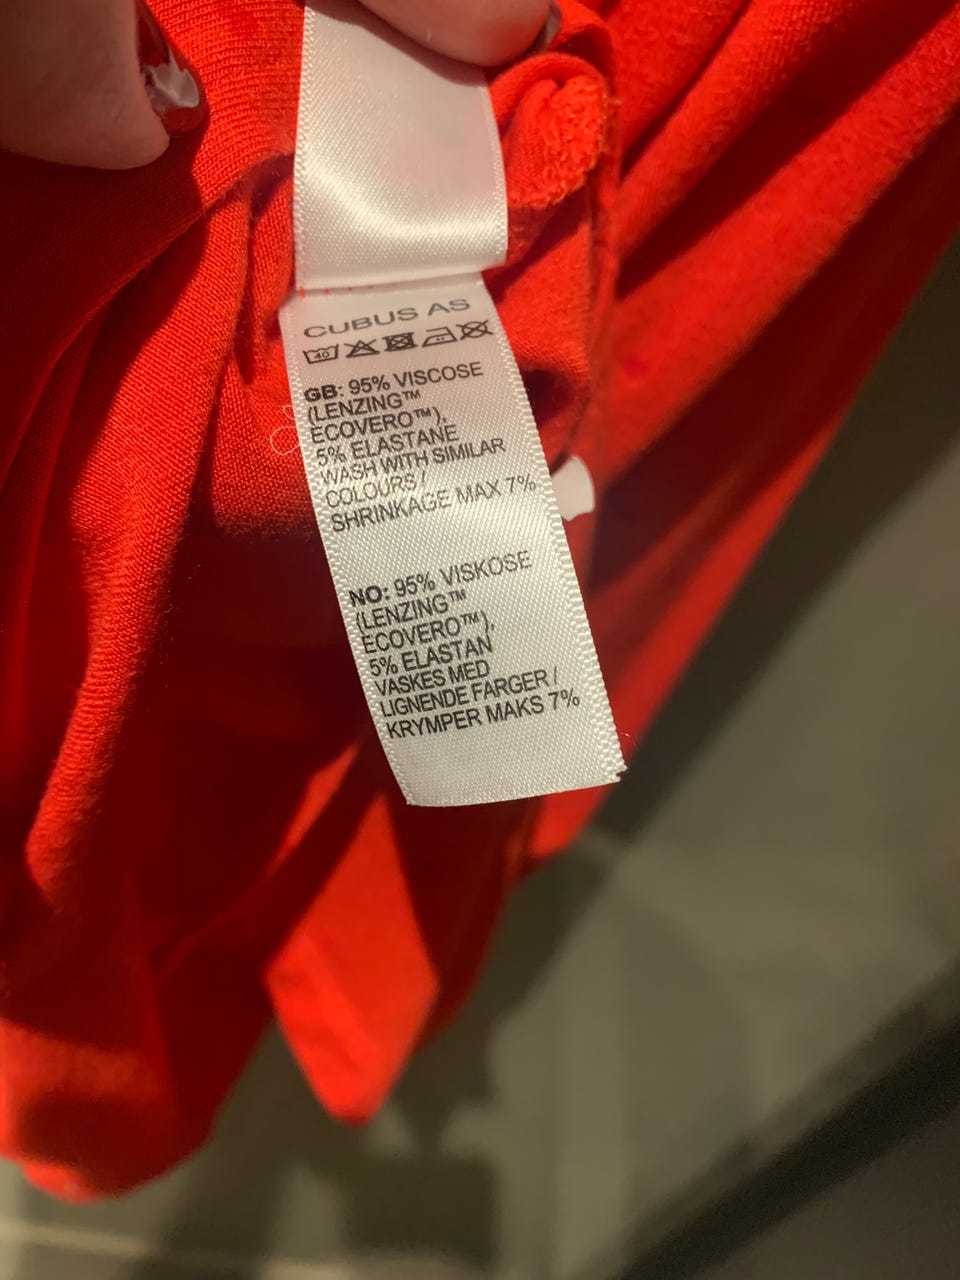 CUBUS AS
40
GB: 95% VISCOSE
(LENZING™
ECOVERO™),
5% ELASTANE
WASH WITH SIMILAR
COLOURS /
SHRINKAGE MAX 7%
NO: 95% VISKOSE
(LENZING™
ECOVERO™),
5% ELASTAN
VASKES MED
LIGNENDE FARGER /
KRYMPER MAKS 7%